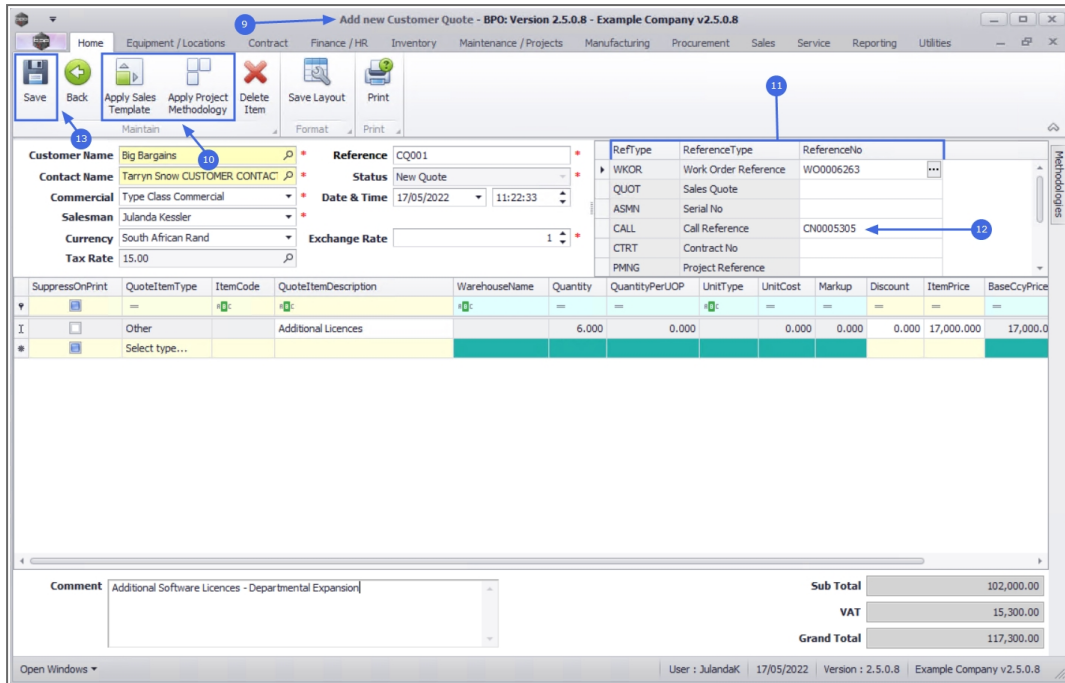 9
Add new Customer Quote - BPO: Version 2.5.0.8 - Example Company v2.5.0.8
Home Equipment / Locations Contract Finance / HR Inventory Maintenance / Projects Manufacturing Procurement Sales Service Reporting Utilities
Save Back Apply Sales Template Apply Project Methodology Delete Item Save Layout Print
Maintain Format Print
13
10
11
Customer Name Big Bargains * Reference CQ001 *
Contact Name Tarryn Snow CUSTOMER CONTACT * Status New Quote *
Commercial Type Class Commercial * Date & Time 17/05/2022 11:22:33
Salesman Julanda Kessler *
Currency South African Rand Exchange Rate 1 *
Tax Rate 15.00
RefType ReferenceType ReferenceNo
WKOR Work Order Reference WO0006263 ...
QUOT Sales Quote
ASMN Serial No
CALL Call Reference CN0005305
12
CTRT Contract No
PMNG Project Reference
Methodologies
SuppressOnPrint QuoteItemType ItemCode QuoteItemDescription WarehouseName Quantity QuantityPerUOP UnitType UnitCost Markup Discount ItemPrice BaseCcyPrice
= = = = = = = =
Other Additional Licences 6.000 0.000 0.000 0.000 0.000 17,000.000 17,000.0
Select type...
Comment Additional Software Licences - Departmental Expansion
Sub Total 102,000.00
VAT 15,300.00
Grand Total 117,300.00
Open Windows User : JulandaK 17/05/2022 Version : 2.5.0.8 Example Company v2.5.0.8